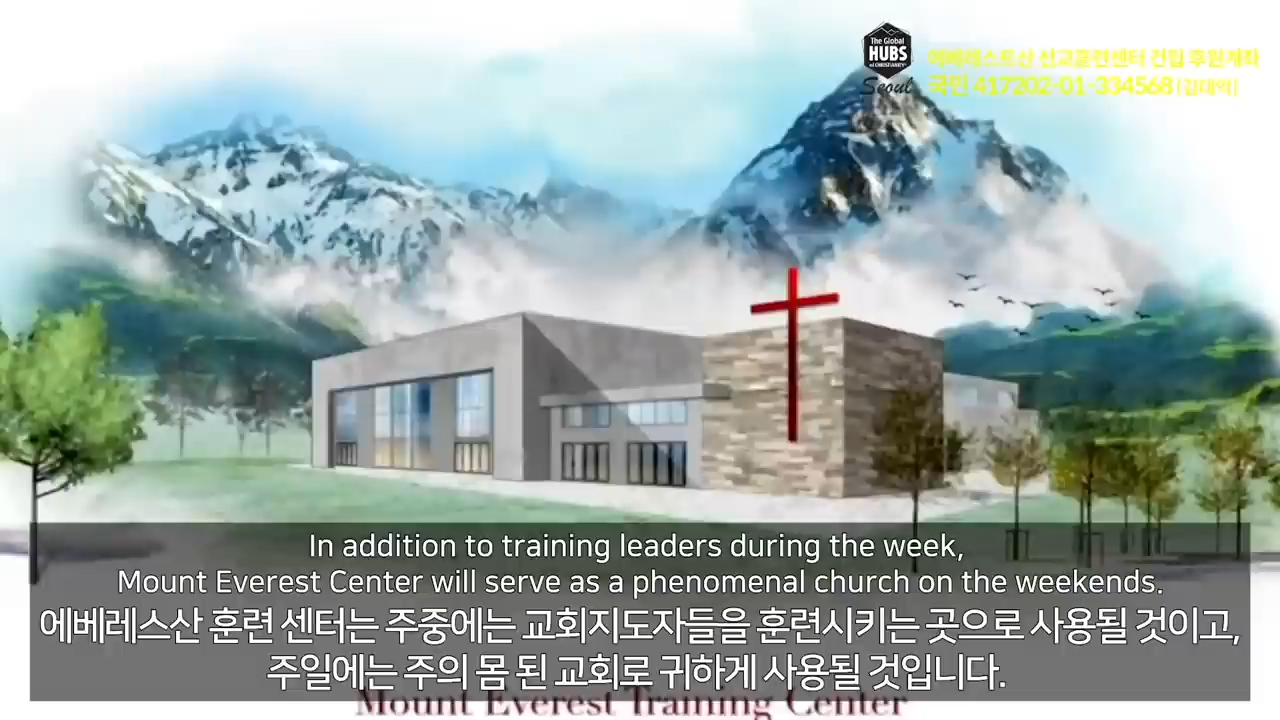 The Global
HUBS
of CHRISTIANITY
Seoul
에베레스트산 선교훈련센터 건립 후원계좌
국민 417202-01-334568 (김대억)
In addition to training leaders during the week,
Mount Everest Center will serve as a phenomenal church on the weekends.
에베레스산 훈련 센터는 주중에는 교회지도자들을 훈련시키는 곳으로 사용될 것이고,
주일에는 주의 몸 된 교회로 귀하게 사용될 것입니다.
Mount Everest Training Center